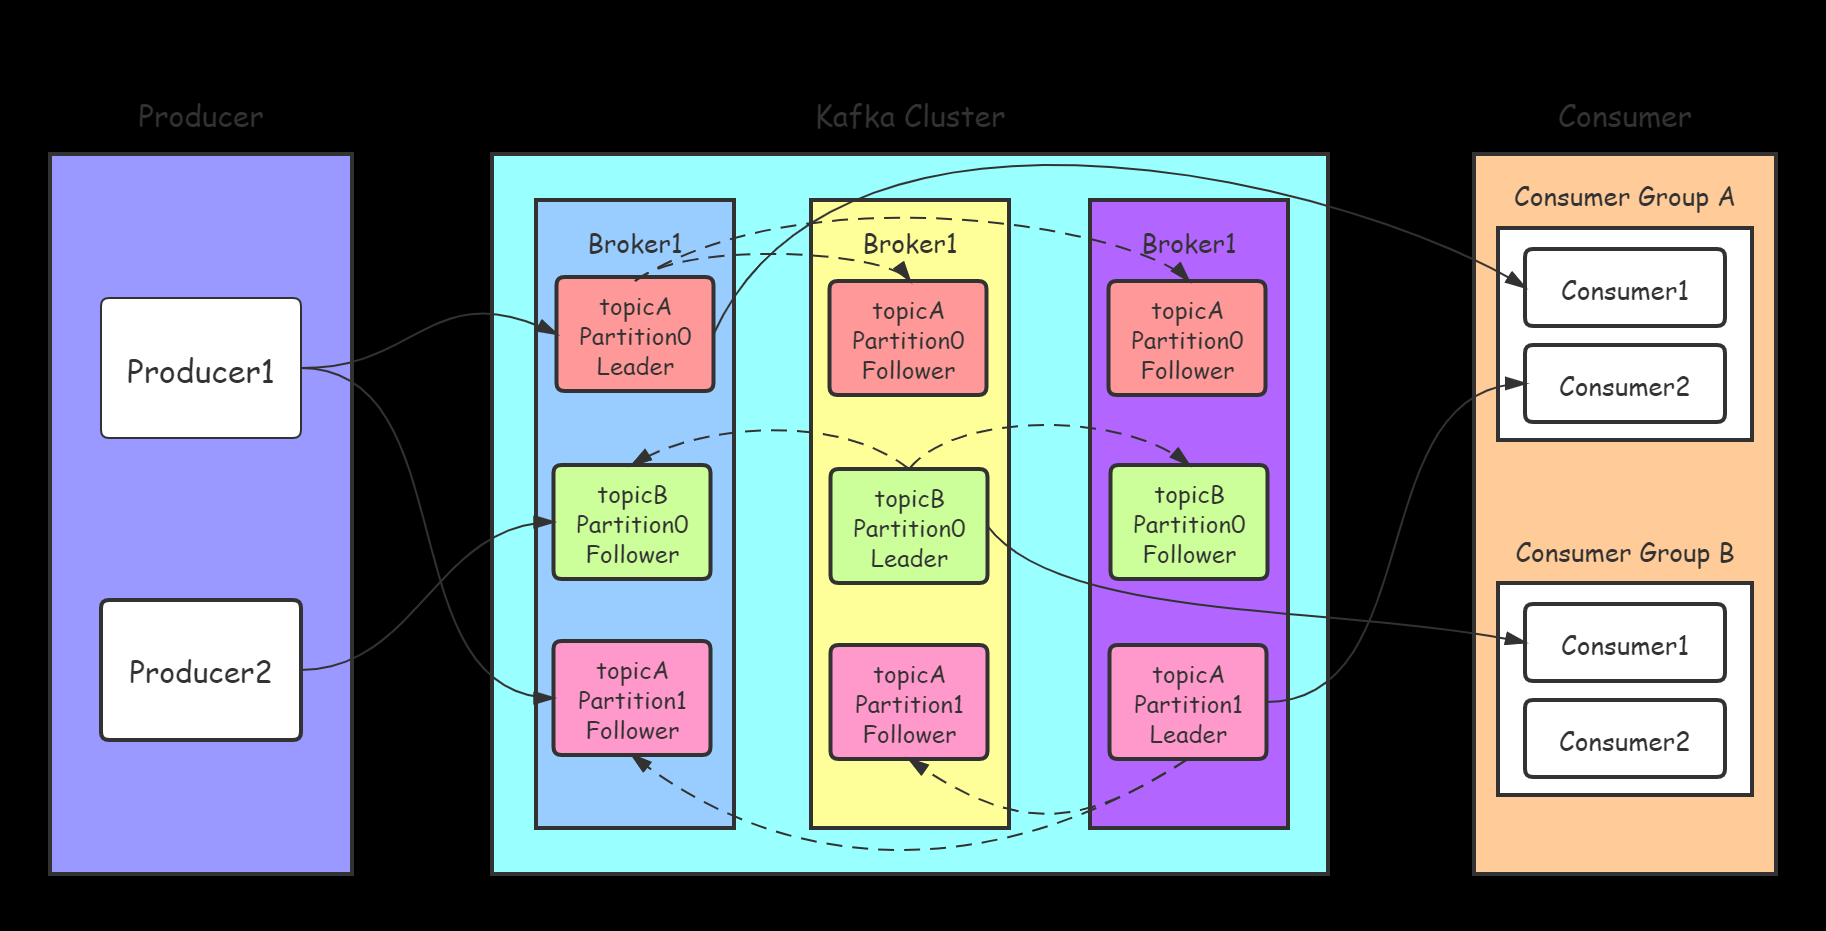 Producer
Kafka Cluster
Consumer
Producer1
Producer2
Broker1
topicA
Partition0
Leader
topicB
Partition0
Follower
topicA
Partition1
Follower
Broker1
topicA
Partition0
Follower
topicB
Partition0
Leader
topicA
Partition1
Follower
Broker1
topicA
Partition0
Follower
topicB
Partition0
Follower
topicA
Partition1
Leader
Consumer Group A
Consumer1
Consumer2
Consumer Group B
Consumer1
Consumer2